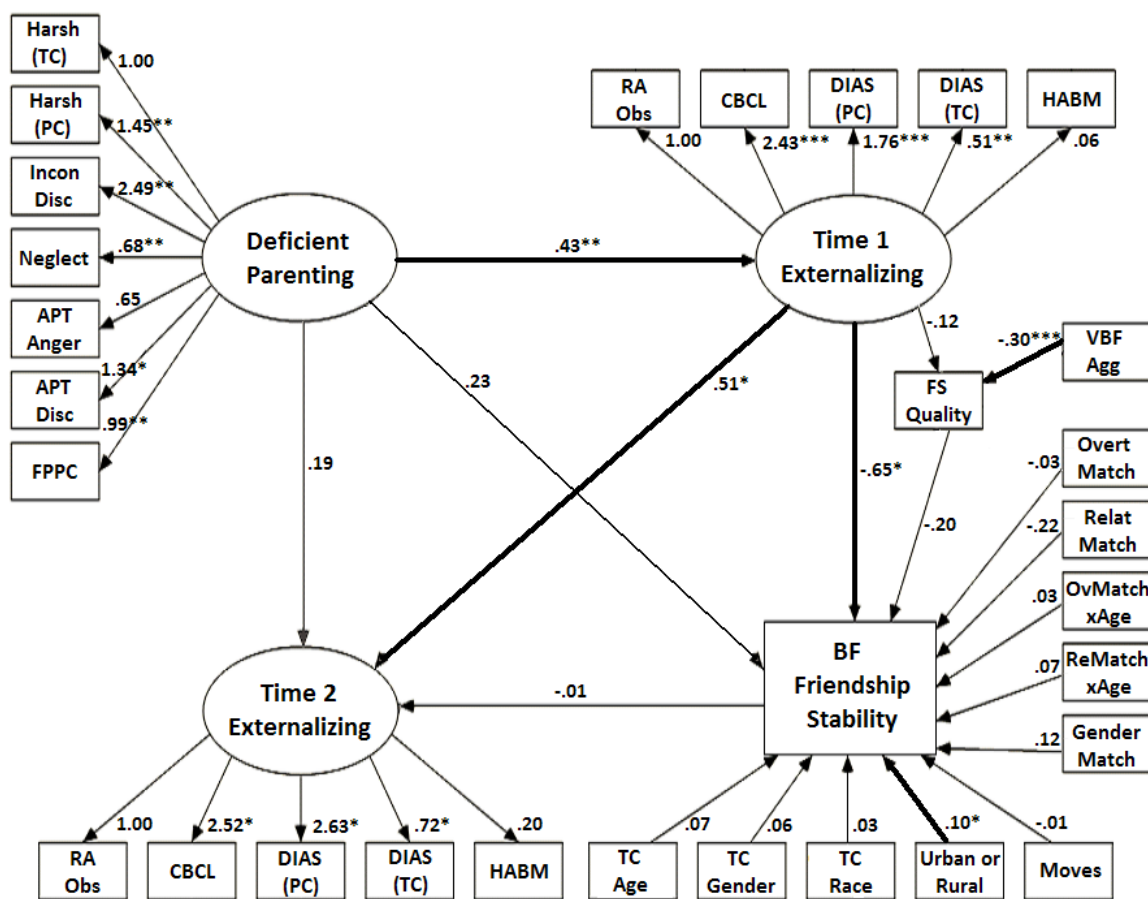 Harsh
(TC)
1.00
Harsh
(PC)
1.45**
Incon
Disc
2.49**
Neglect
.68**
APT
Anger
.65
APT
Disc
1.34*
FPPC
.99**
Deficient
Parenting
.43**
RA
Obs
CBCL
DIAS
(PC)
DIAS
(TC)
HABM
1.00
2.43***
1.76***
.51**
.06
Time 1
Externalizing
-.12
-.30***
VBF
Agg
FS
Quality
.51*
.23
.19
-.65*
-.20
-.03
Overt
Match
-.22
Relat
Match
.03
OvMatch
xAge
.07
ReMatch
xAge
.12
Gender
Match
BF
Friendship
Stability
-.01
Time 2
Externalizing
1.00
2.52*
2.63*
.72*
.20
RA
Obs
CBCL
DIAS
(PC)
DIAS
(TC)
HABM
.07
.06
.03
.10*
-.01
TC
Age
TC
Gender
TC
Race
Urban or
Rural
Moves